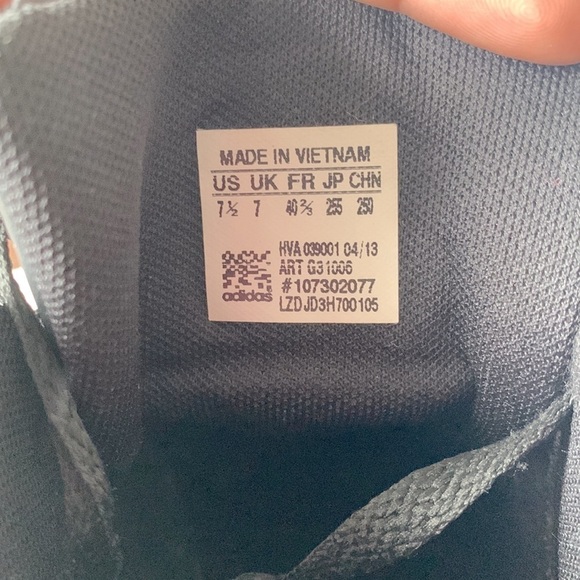 MADE IN VIETNAM
US UK FR JP CHN
7½ 7 40⅔ 255 250
HVA 039001 04/13
ART G31006
#107302077
adidas LZD JD3H700105